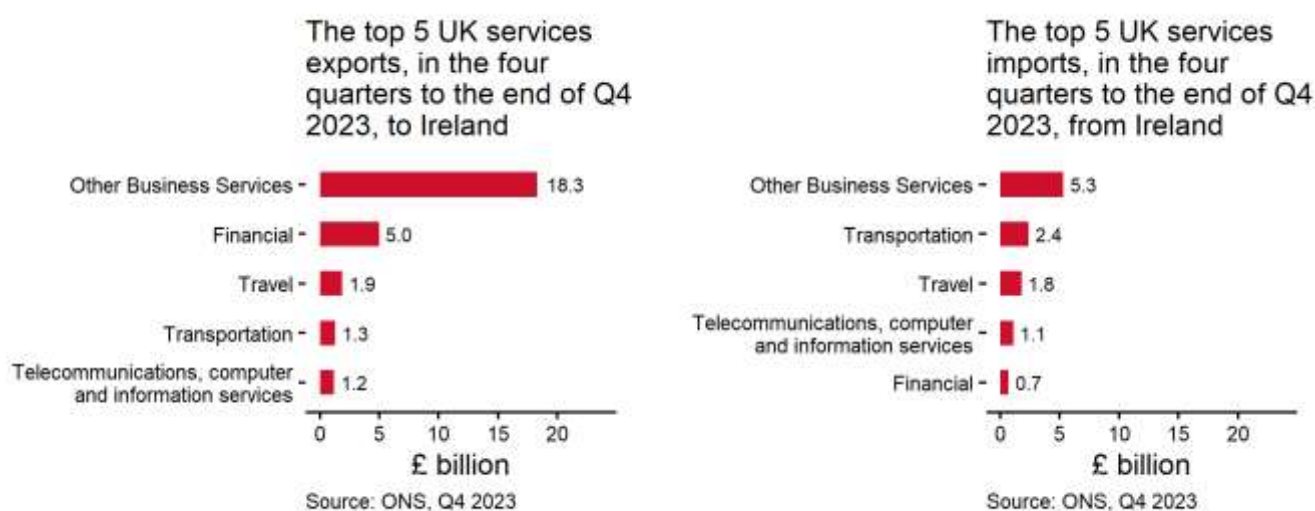 The top 5 UK services
exports, in the four
quarters to the end of Q4
2023, to Ireland
Other Business Services
18.3
Financial
5.0
Travel
1.9
Transportation
1.3
Telecommunications, computer
and information services
1.2
0 5 10 15 20
£ billion
Source: ONS, Q4 2023
The top 5 UK services
imports, in the four
quarters to the end of Q4
2023, from Ireland
Other Business Services
5.3
Transportation
2.4
Travel
1.8
Telecommunications, computer
and information services
1.1
Financial
0.7
0 5 10 15 20
£ billion
Source: ONS, Q4 2023